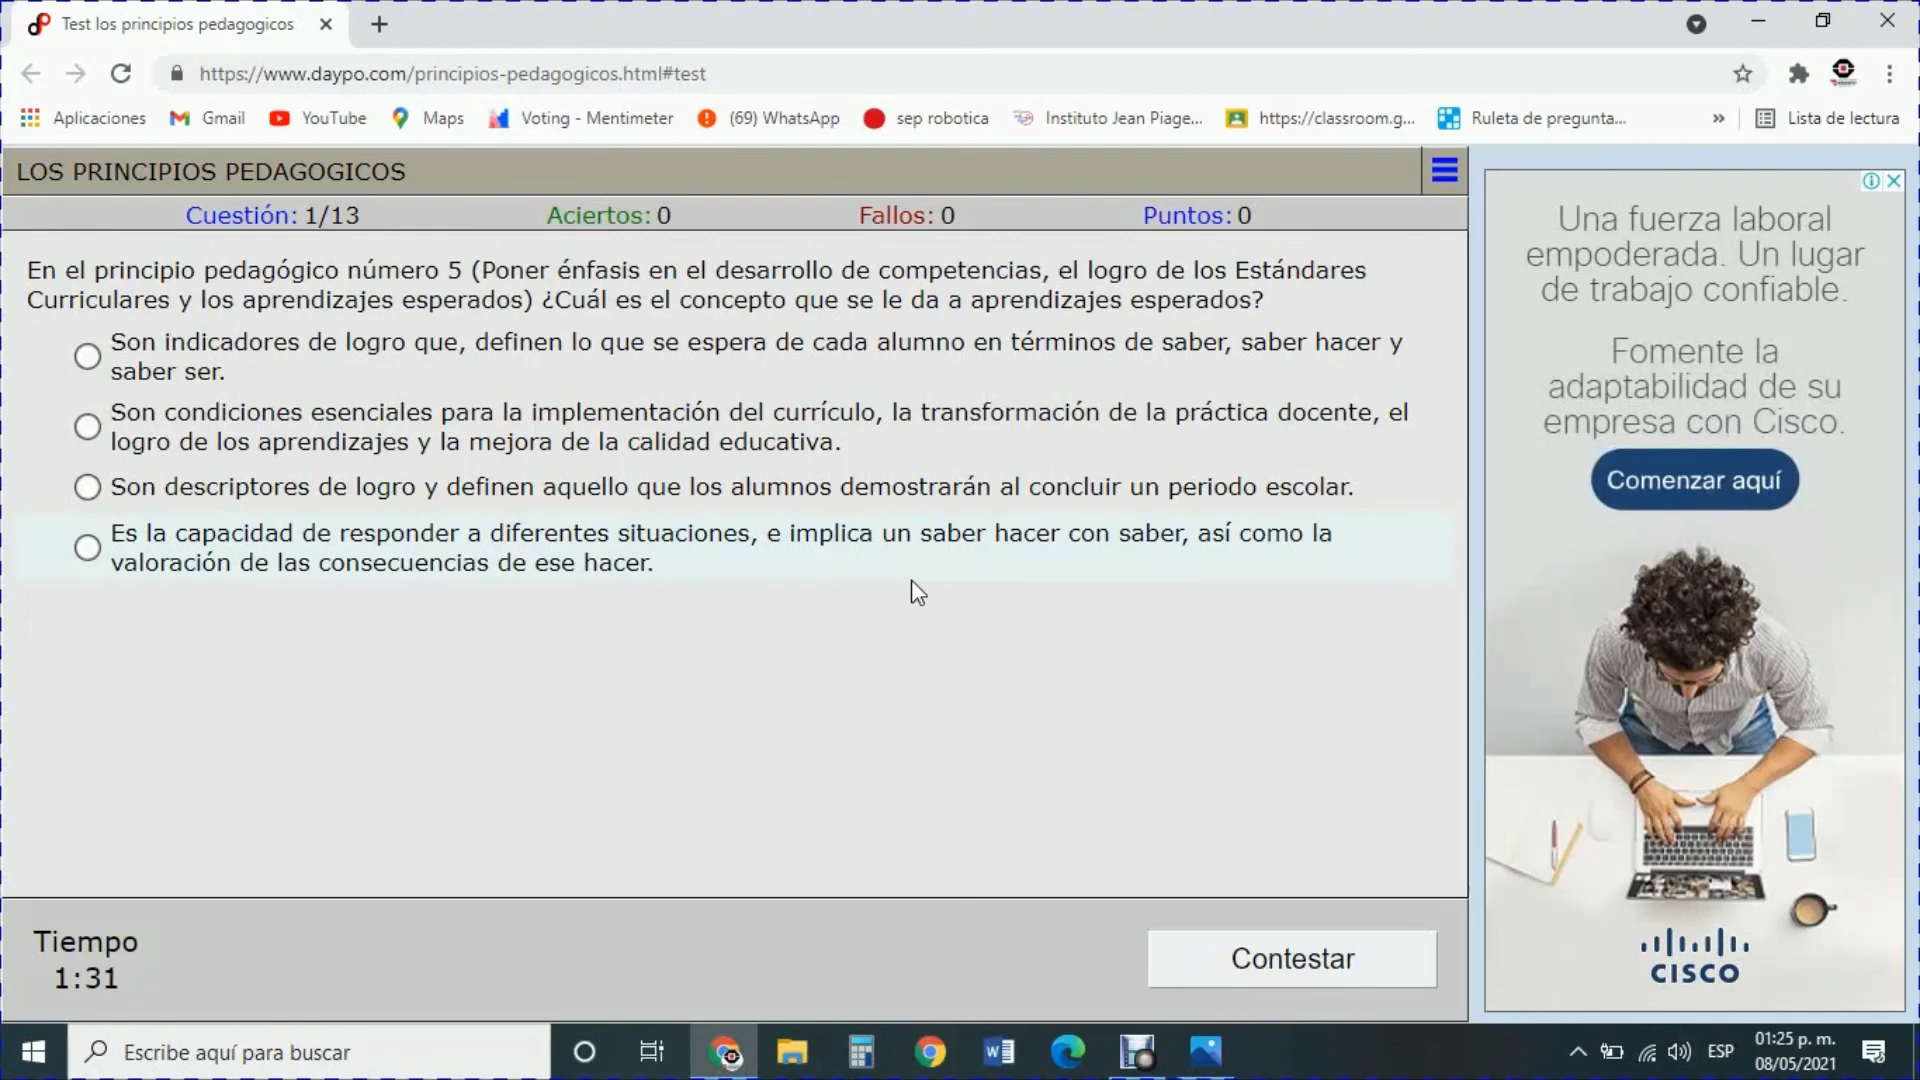 Test los principios pedagogicos
https://www.daypo.com/principios-pedagogicos.html#test
Aplicaciones
Gmail
YouTube
Maps
Voting - Mentimeter
(69) WhatsApp
sep robotica
Instituto Jean Piage...
https://classroom.g...
Ruleta de pregunta...
»
Lista de lectura
LOS PRINCIPIOS PEDAGOGICOS
Cuestión: 1/13
Aciertos: 0
Fallos: 0
Puntos: 0
En el principio pedagógico número 5 (Poner énfasis en el desarrollo de competencias, el logro de los Estándares
Curriculares y los aprendizajes esperados) ¿Cuál es el concepto que se le da a aprendizajes esperados?
Son indicadores de logro que, definen lo que se espera de cada alumno en términos de saber, saber hacer y
saber ser.
Son condiciones esenciales para la implementación del currículo, la transformación de la práctica docente, el
logro de los aprendizajes y la mejora de la calidad educativa.
Son descriptores de logro y definen aquello que los alumnos demostrarán al concluir un periodo escolar.
Es la capacidad de responder a diferentes situaciones, e implica un saber hacer con saber, así como la
valoración de las consecuencias de ese hacer.
Tiempo
1:31
Contestar
Una fuerza laboral
empoderada. Un lugar
de trabajo confiable.
Fomente la
adaptabilidad de su
empresa con Cisco.
Comenzar aquí
CISCO
Escribe aquí para buscar
ESP
01:25 p. m.
08/05/2021